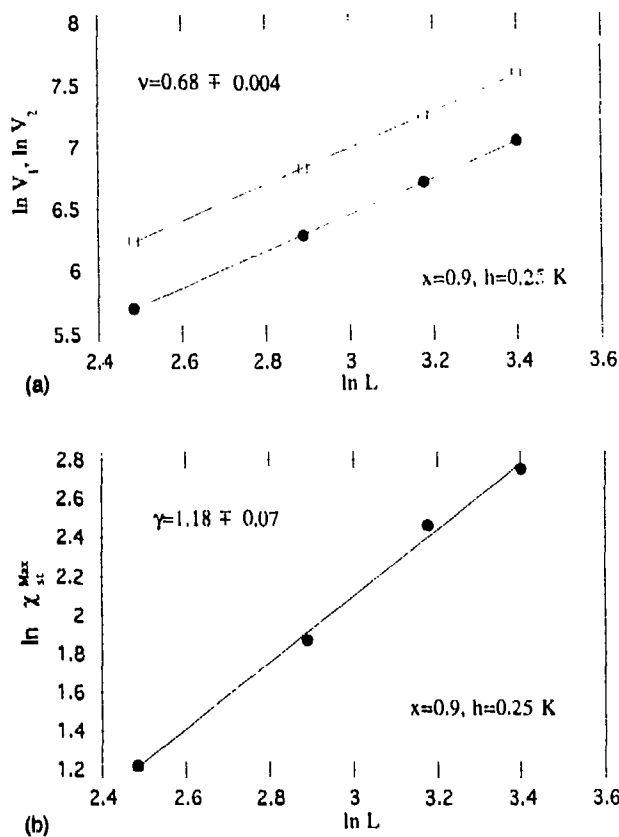 8
7.5
7
6.5
6
5.5
ln V1, ln V2
ν=0.68 ∓ 0.004
x=0.9, h=0.25 K
2.4 2.6 2.8 3 3.2 3.4 3.6
ln L
(a)
2.8
2.6
2.4
2.2
2
1.8
1.6
1.4
1.2
ln χ st Max
γ=1.18 ∓ 0.07
x=0.9, h=0.25 K
2.4 2.6 2.8 3 3.2 3.4 3.6
ln L
(b)